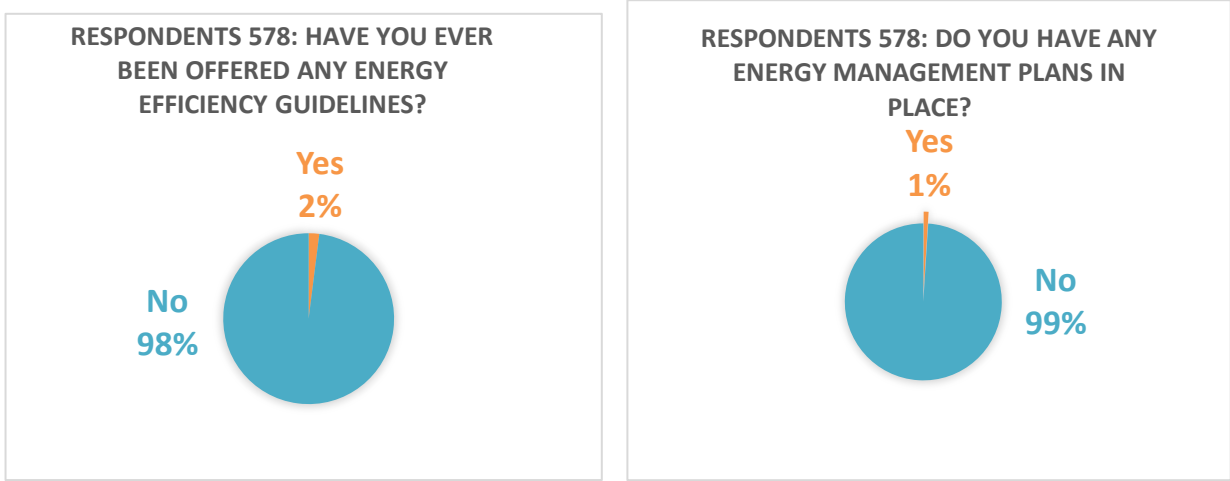 RESPONDENTS 578: HAVE YOU EVER
BEEN OFFERED ANY ENERGY
EFFICIENCY GUIDELINES?
Yes
2%
No
98%
RESPONDENTS 578: DO YOU HAVE ANY
ENERGY MANAGEMENT PLANS IN
PLACE?
Yes
1%
No
99%